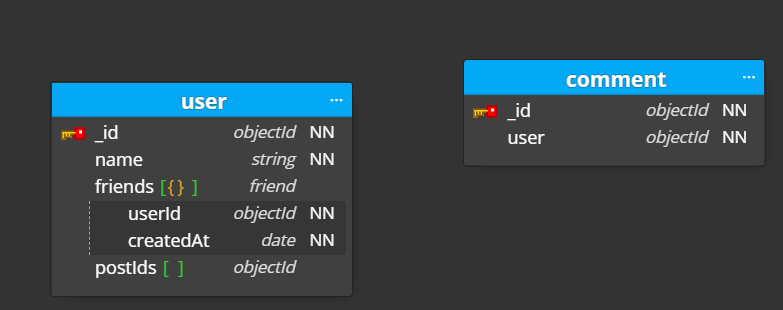 user ...
_id objectId NN
name string NN
friends [{} ] friend
userId objectId NN
createdAt date NN
postIds [ ] objectId
comment ...
_id objectId NN
user objectId NN